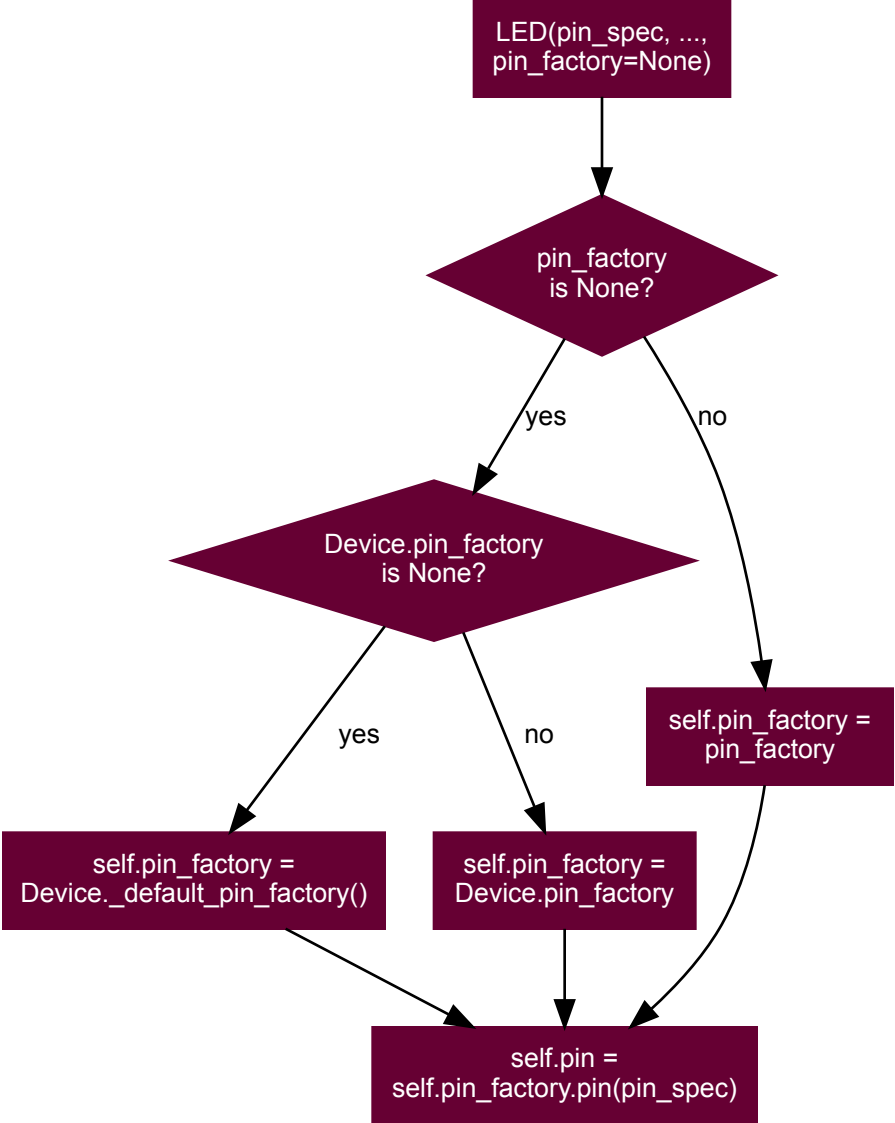 LED(pin_spec, ...,
pin_factory=None)
pin_factory
is None?
yes
no
Device.pin_factory
is None?
yes
no
self.pin_factory =
pin_factory
self.pin_factory =
Device._default_pin_factory()
self.pin_factory =
Device.pin_factory
self.pin =
self.pin_factory.pin(pin_spec)